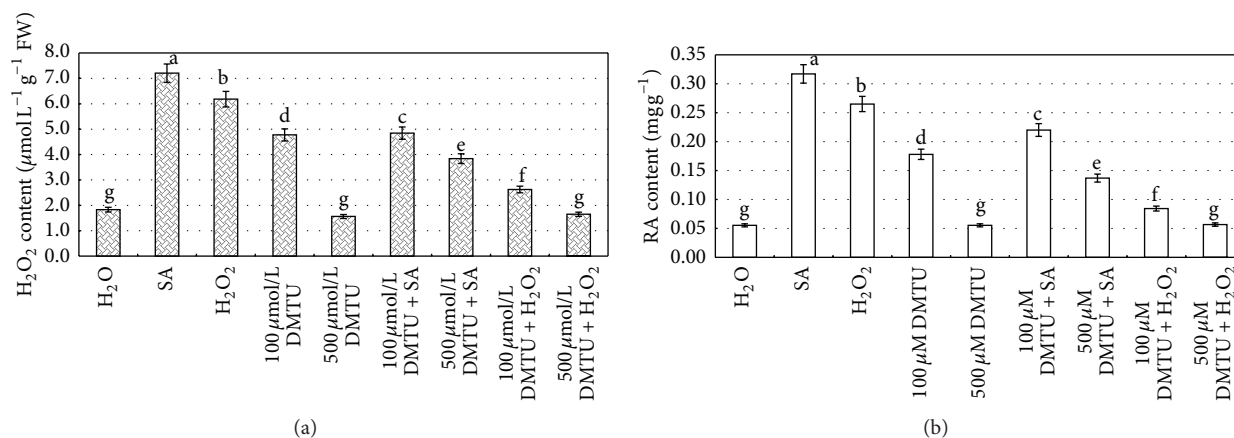 H₂O₂ content (μmol L⁻¹ g⁻¹ FW)
8.0
7.0
6.0
5.0
4.0
3.0
2.0
1.0
0.0
g
a
b
d
g
c
e
f
g
H₂O
SA
H₂O₂
100 μmol/L
DMTU
500 μmol/L
DMTU
100 μmol/L
DMTU + SA
500 μmol/L
DMTU + SA
100 μmol/L
DMTU + H₂O₂
500 μmol/L
DMTU + H₂O₂
(a)
RA content (mgg⁻¹)
0.35
0.30
0.25
0.20
0.15
0.10
0.05
0.00
g
a
b
d
g
c
e
f
g
H₂O
SA
H₂O₂
100 μM DMTU
500 μM DMTU
100 μM
DMTU + SA
500 μM
DMTU + SA
100 μM
DMTU + H₂O₂
500 μM
DMTU + H₂O₂
(b)